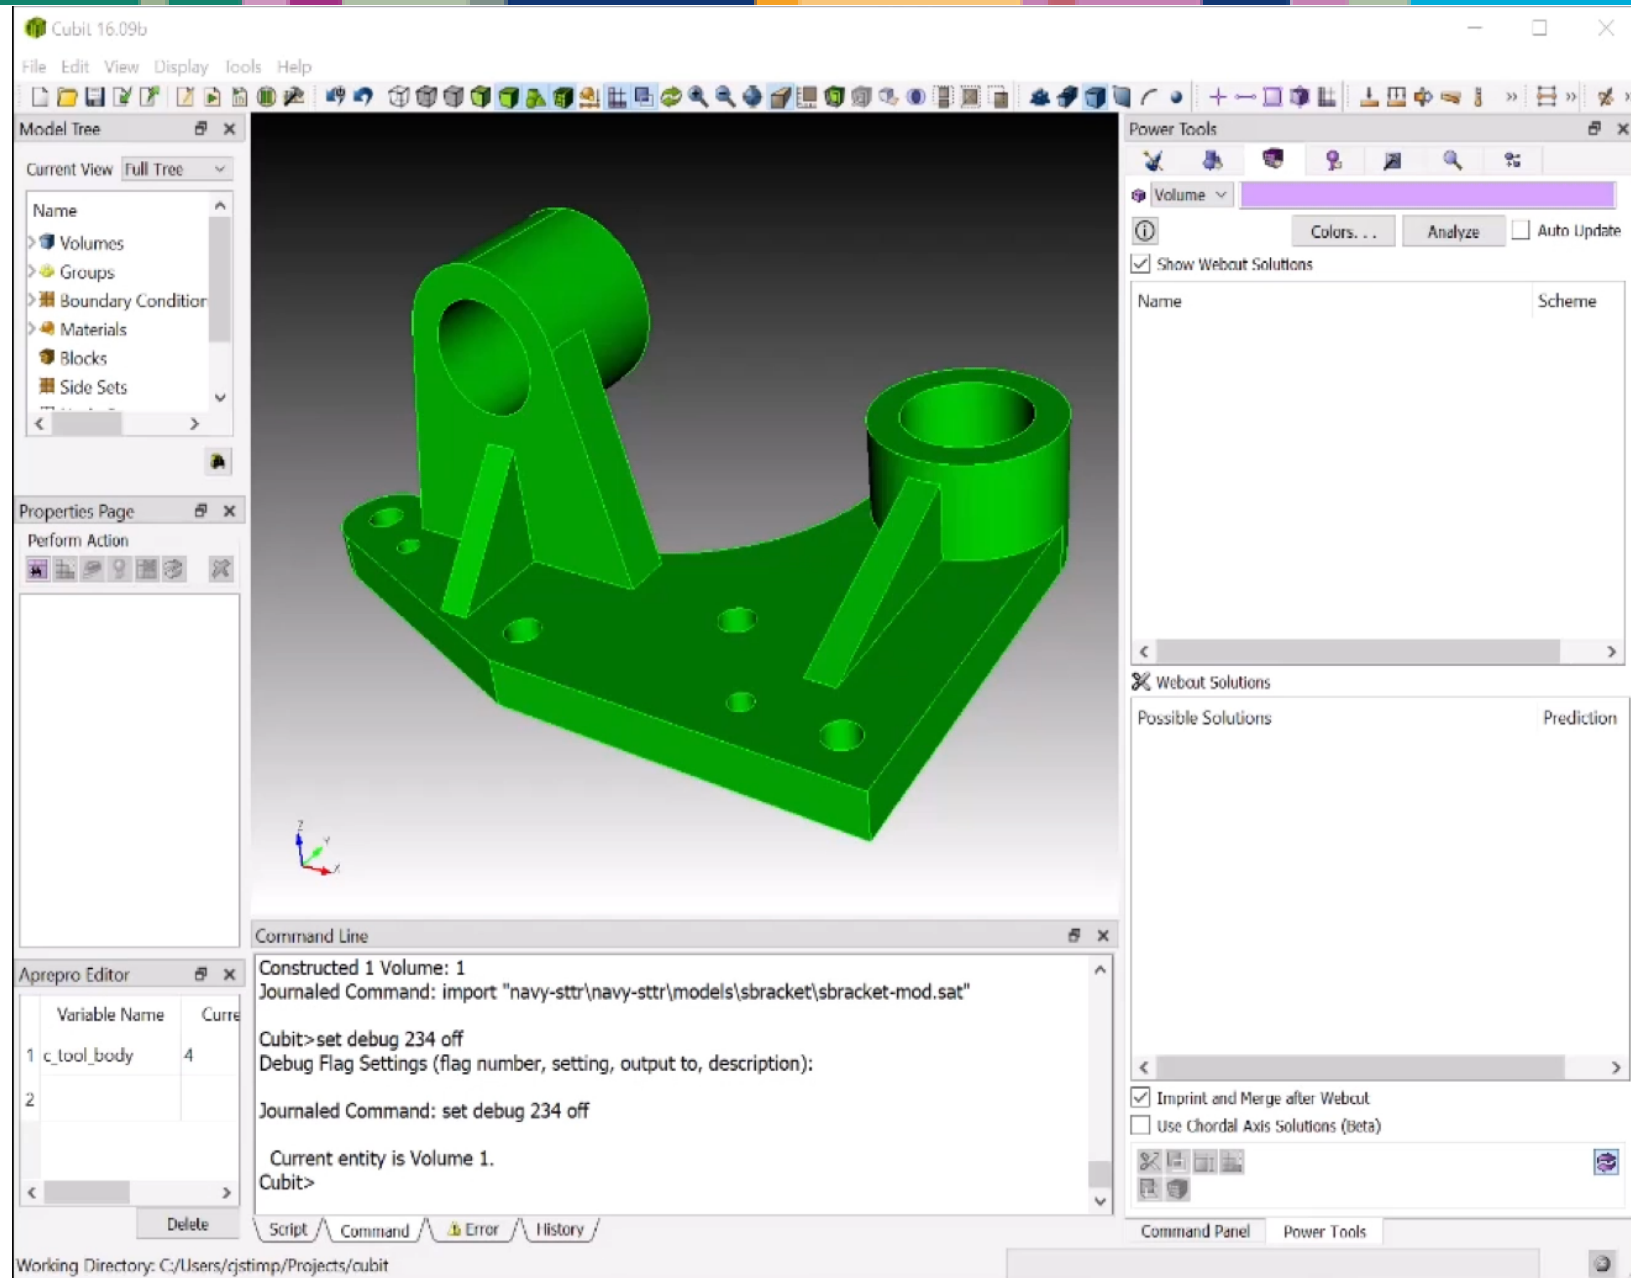 Cubit 16.09b
File Edit View Display Tools Help
Model Tree
Current View Full Tree
Name
Volumes
Groups
Boundary Condition
Materials
Blocks
Side Sets
Properties Page
Perform Action
Aprepro Editor
Variable Name Curre
1 c_tool_body 4
2
Delete
Z
Y
X
Command Line
Constructed 1 Volume: 1
Journaled Command: import "navy-sttr\navy-sttr\models\sbracket\sbracket-mod.sat"
Cubit>set debug 234 off
Debug Flag Settings (flag number, setting, output to, description):
Journaled Command: set debug 234 off
Current entity is Volume 1.
Cubit>
Script Command Error History
Power Tools
Volume
Colors. . . Analyze Auto Update
Show Webcut Solutions
Name Scheme
Webcut Solutions
Possible Solutions Prediction
Imprint and Merge after Webcut
Use Chordal Axis Solutions (Beta)
Command Panel Power Tools
Working Directory: C:/Users/cjstimp/Projects/cubit